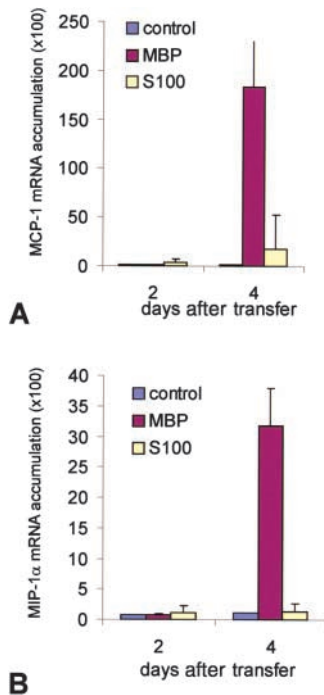 MCP-1 mRNA accumulation (x100)
250
200
150
100
50
0
control
MBP
S100
2
4
days after transfer
A
MIP-1α mRNA accumulation (x100)
40
35
30
25
20
15
10
5
0
control
MBP
S100
2
4
days after transfer
B